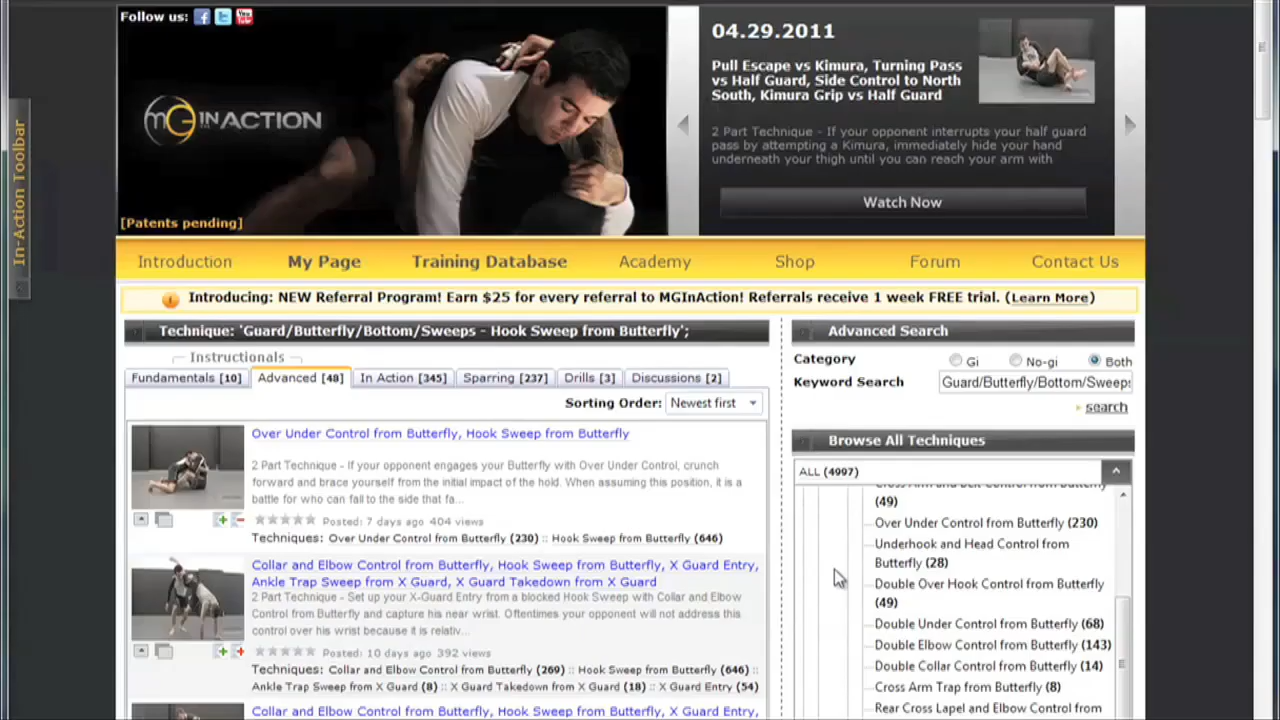 Follow us:
You
Tube
04.29.2011
Pull Escape vs Kimura, Turning Pass
vs Half Guard, Side Control to North
South, Kimura Grip vs Half Guard
2 Part Technique - If your opponent interrupts your half guard
pass by attempting a Kimura, immediately hide your hand
underneath your thigh until you can reach your arm with
Watch Now
MG IN ACTION
[Patents pending]
In-Action Toolbar
Introduction
My Page
Training Database
Academy
Shop
Forum
Contact Us
Introducing: NEW Referral Program! Earn $25 for every referral to MGInAction! Referrals receive 1 week FREE trial. (Learn More)
Technique: 'Guard/Butterfly/Bottom/Sweeps - Hook Sweep from Butterfly';
Instructionals
Fundamentals [10]
Advanced [48]
In Action [345]
Sparring [237]
Drills [3]
Discussions [2]
Sorting Order: Newest first
Over Under Control from Butterfly, Hook Sweep from Butterfly
2 Part Technique - If your opponent engages your Butterfly with Over Under Control, crunch
forward and brace yourself from the initial impact of the hold. When assuming this position, it is a
battle for who can fall to the side that fa...
Posted: 7 days ago 404 views
Techniques: Over Under Control from Butterfly (230) :: Hook Sweep from Butterfly (646)
Collar and Elbow Control from Butterfly, Hook Sweep from Butterfly, X Guard Entry,
Ankle Trap Sweep from X Guard, X Guard Takedown from X Guard
2 Part Technique - Set up your X-Guard Entry from a blocked Hook Sweep with Collar and Elbow
Control from Butterfly and capture his near wrist. Oftentimes your opponent will not address this
control over his wrist because it is relativ...
Posted: 10 days ago 392 views
Techniques: Collar and Elbow Control from Butterfly (269) :: Hook Sweep from Butterfly (646) ::
Ankle Trap Sweep from X Guard (8) :: X Guard Takedown from X Guard (18) :: X Guard Entry (54)
Collar and Elbow Control from Butterfly, Hook Sweep from Butterfly, X Guard Entry,
Advanced Search
Category
Gi
No-gi
Both
Keyword Search
Guard/Butterfly/Bottom/Sweeps
search
Browse All Techniques
ALL (4997)
Cross Arm and Belt Control from Butterfly
(49)
Over Under Control from Butterfly (230)
Underhook and Head Control from
Butterfly (28)
Double Over Hook Control from Butterfly
(49)
Double Under Control from Butterfly (68)
Double Elbow Control from Butterfly (143)
Double Collar Control from Butterfly (14)
Cross Arm Trap from Butterfly (8)
Rear Cross Lapel and Elbow Control from